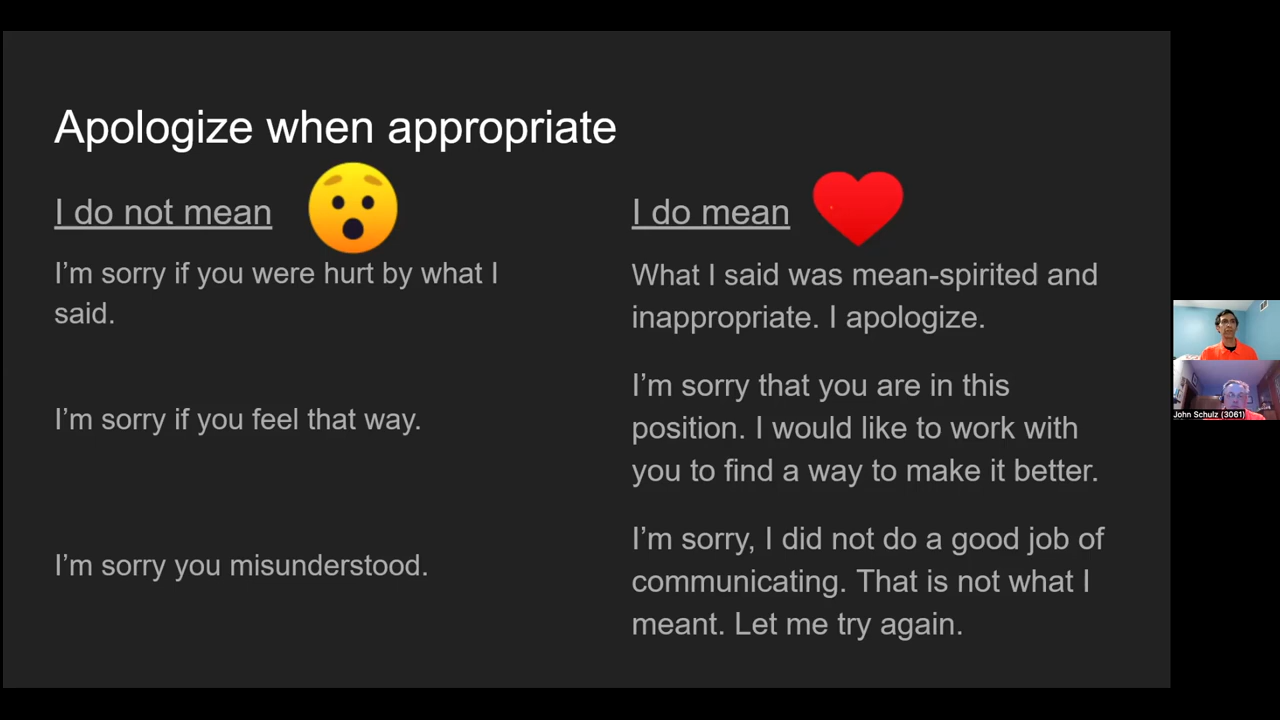 Apologize when appropriate
I do not mean
I’m sorry if you were hurt by what I
said.
I’m sorry if you feel that way.
I’m sorry you misunderstood.
I do mean
What I said was mean-spirited and
inappropriate. I apologize.
I’m sorry that you are in this
position. I would like to work with
you to find a way to make it better.
I’m sorry, I did not do a good job of
communicating. That is not what I
meant. Let me try again.
John Schulz (3061)